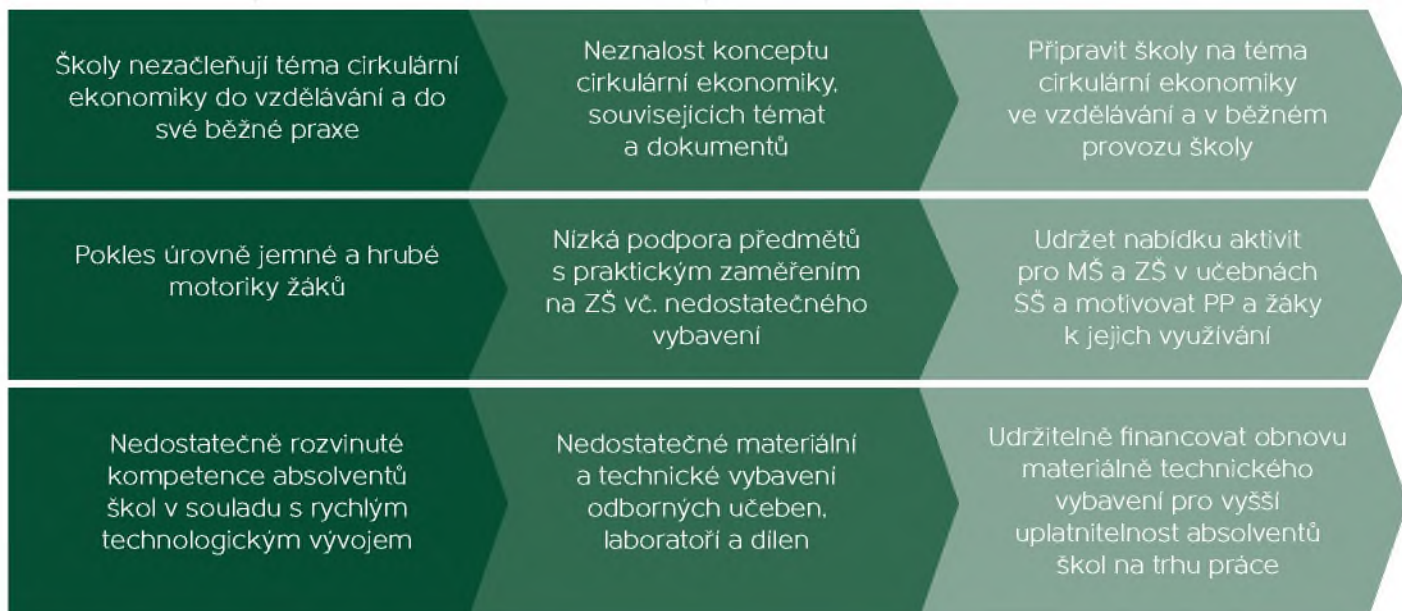 Školy nezačleňují téma cirkulární
ekonomiky do vzdělávání a do
své běžné praxe
Neznalost konceptu
cirkulární ekonomiky,
souvisejících témat
a dokumentů
Připravit školy na téma
cirkulární ekonomiky
ve vzdělávání a v běžném
provozu školy
Pokles úrovně jemné a hrubé
motoriky žáků
Nízká podpora předmětů
s praktickým zaměřením
na ZŠ vč. nedostatečného
vybavení
Udržet nabídku aktivit
pro MŠ a ZŠ v učebnách
SŠ a motivovat PP a žáky
k jejich využívání
Nedostatečně rozvinuté
kompetence absolventů
škol v souladu s rychlým
technologickým vývojem
Nedostatečné materiální
a technické vybavení
odborných učeben,
laboratoří a dílen
Udržitelně financovat obnovu
materiálně technického
vybavení pro vyšší
uplatnitelnost absolventů
škol na trhu práce